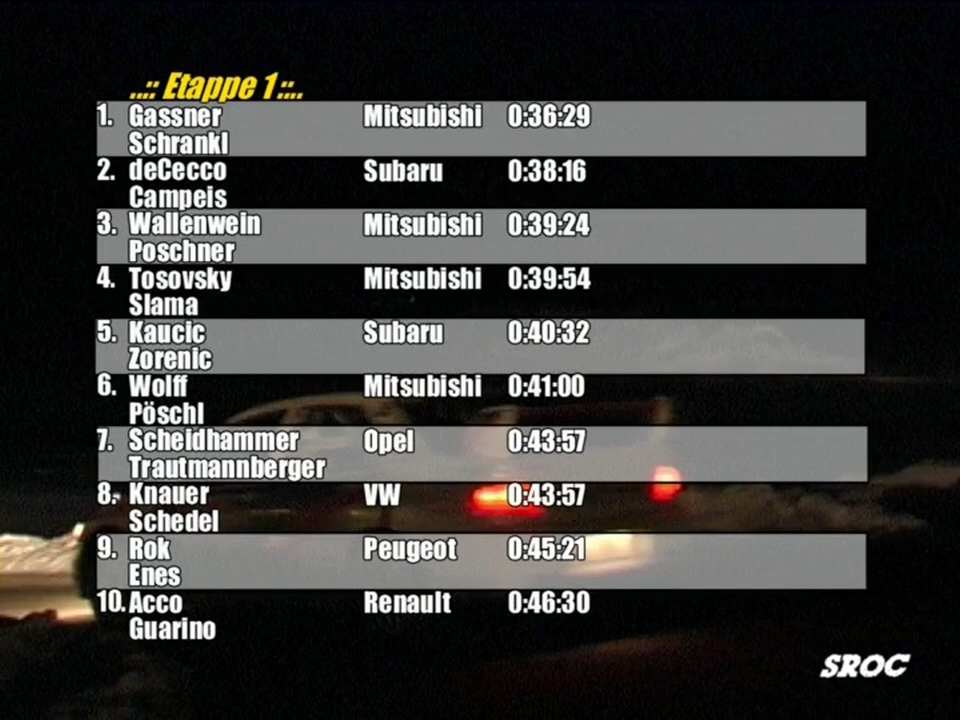 ..:: Etappe 1 ::..
1. Gassner Mitsubishi 0:36:29
Schrankl
2. deCecco Subaru 0:38:16
Campeis
3. Wallenwein Mitsubishi 0:39:24
Poschner
4. Tosovsky Mitsubishi 0:39:54
Slama
5. Kaucic Subaru 0:40:32
Zorenic
6. Wolff Mitsubishi 0:41:00
Pöschl
7. Scheidhammer Opel 0:43:57
Trautmannberger
8. Knauer VW 0:43:57
Schedel
9. Rok Peugeot 0:45:21
Enes
10. Acco Renault 0:46:30
Guarino
SROC